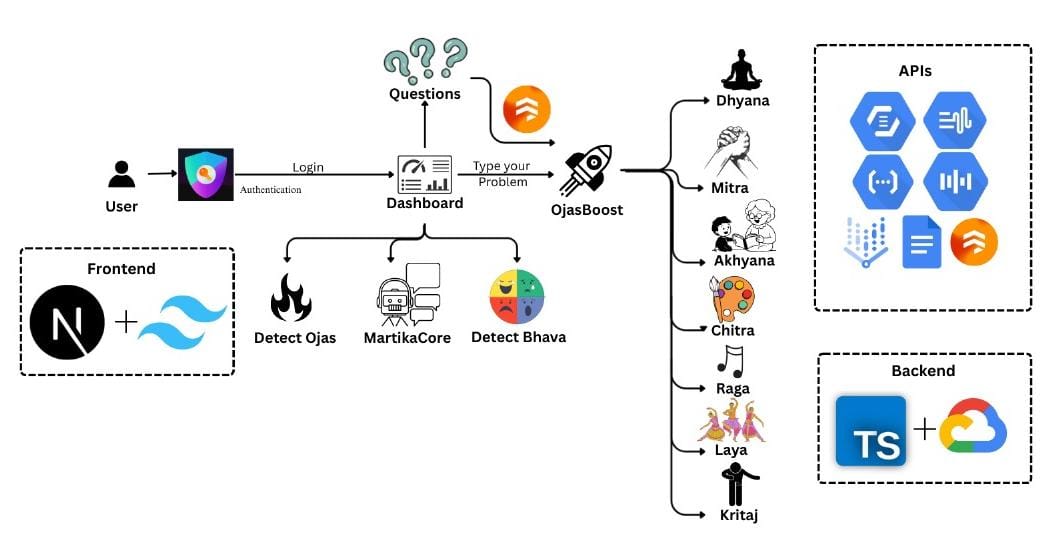 Questions
APIs
Dhyana
Login
Authentication
Type your
Problem
User
Dashboard
OjasBoost
Mitra
Akhyana
Frontend
N
Detect Ojas
MartikaCore
Detect Bhava
Chitra
Raga
Backend
TS
Laya
Kritaj